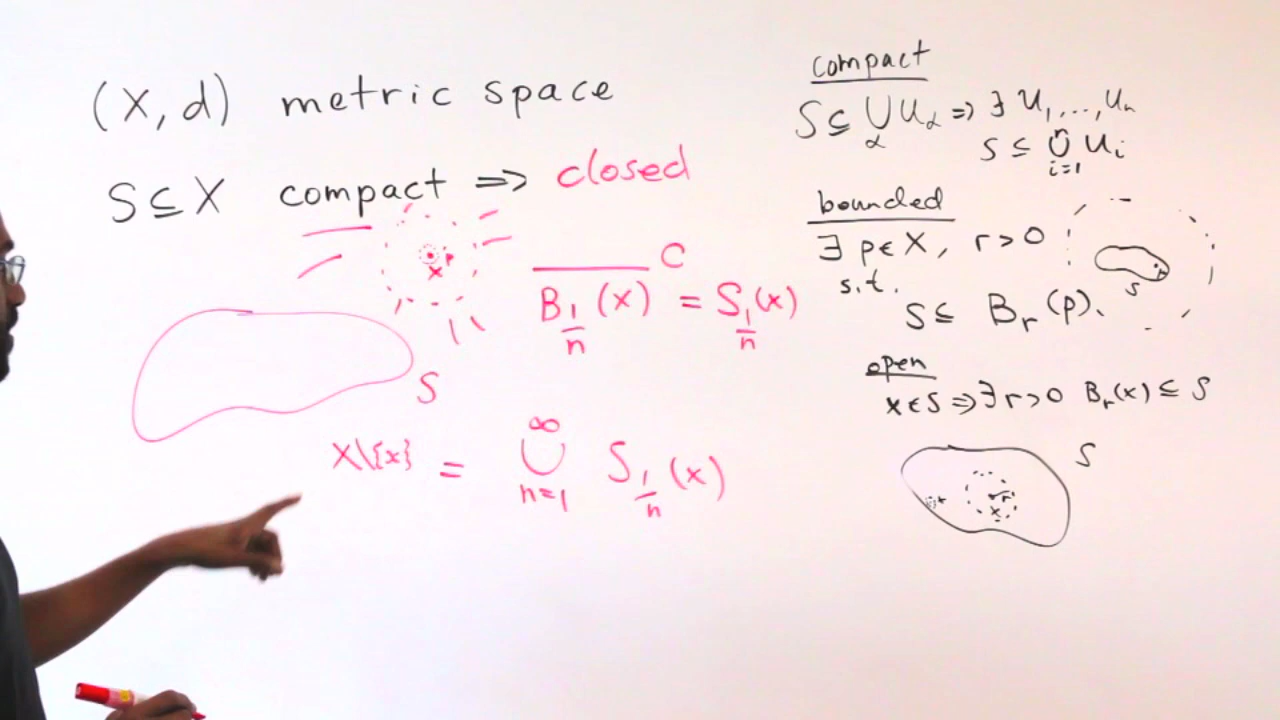 (X, d) metric space
S ⊆ X compact ⟹ closed
x r
S
\overline{B_{1/n}(x)}^C = S_{1/n}(x)
X\{x} = ⋃_{n=1}^{∞} S_{1/n}(x)
compact
S ⊆ ⋃_α U_α ⟹ ∃ U_1, ..., U_n
S ⊆ ⋃_{i=1}^{n} U_i
bounded
∃ p ∈ X, r > 0
s.t.
S ⊆ B_r(p).
S
open
x ∈ S ⟹ ∃ r > 0 B_r(x) ⊆ S
S
x r
x